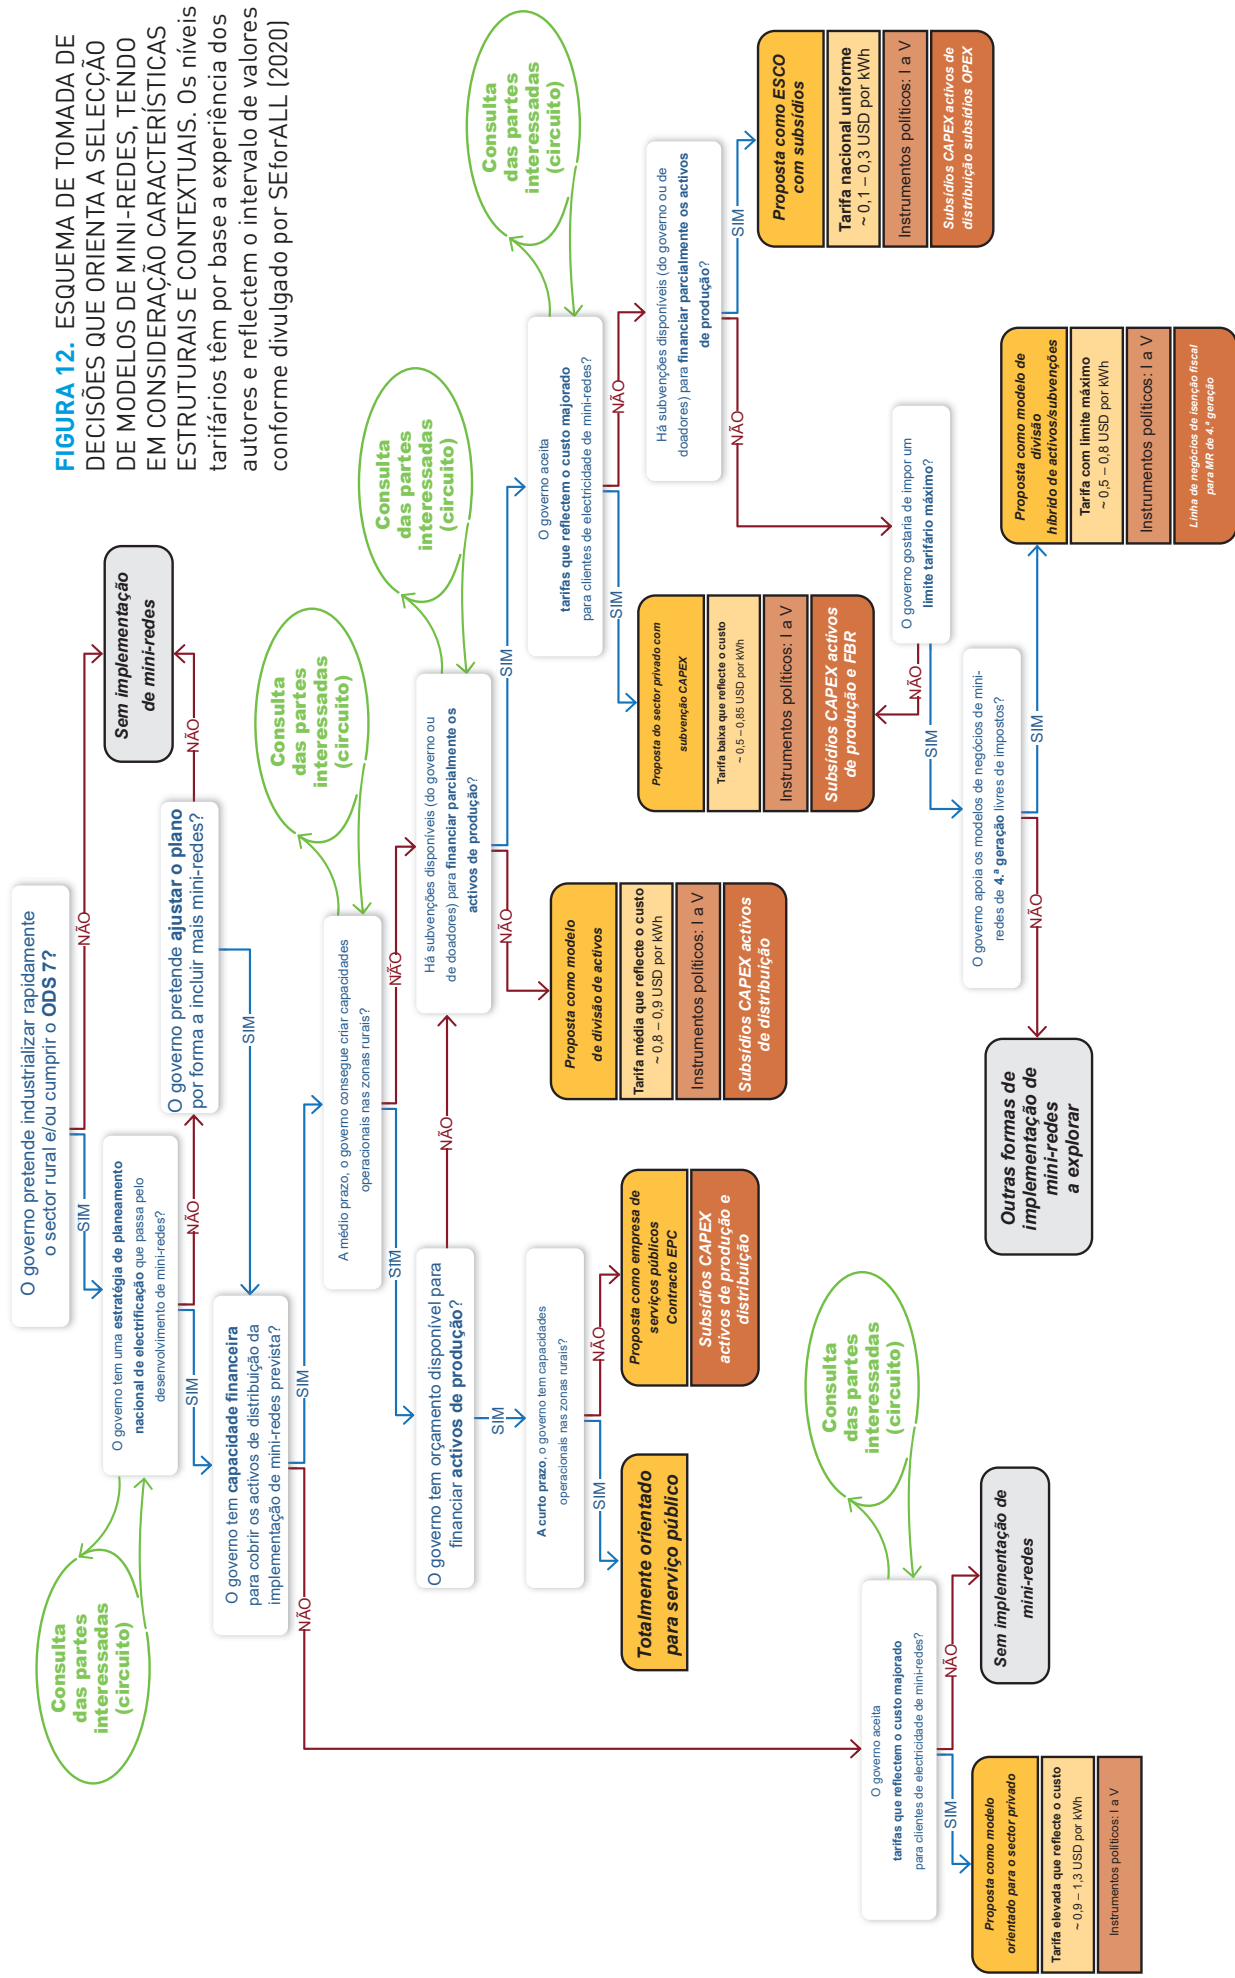 FIGURA 12. ESQUEMA DE TOMADA DE
DECISÕES QUE ORIENTA A SELECÇÃO
DE MODELOS DE MINI-REDES, TENDO
EM CONSIDERAÇÃO CARACTERÍSTICAS
ESTRUTURAIS E CONTEXTUAIS. Os níveis
tarifários têm por base a experiência dos
autores e reflectem o intervalo de valores
conforme divulgado por SEforALL (2020)
O governo pretende industrializar rapidamente
o sector rural e/ou cumprir o ODS 7?
SIM
NÃO
Sem implementação
de mini-redes
Consulta
das partes
interessadas
(circuito)
O governo tem uma estratégia de planeamento
nacional de electrificação que passa pelo
desenvolvimento de mini-redes?
SIM
NÃO
O governo pretende ajustar o plano
por forma a incluir mais mini-redes?
SIM
NÃO
O governo tem capacidade financeira
para cobrir os activos de distribuição da
implementação de mini-redes prevista?
NÃO
SIM
Consulta
das partes
interessadas
(circuito)
A médio prazo, o governo consegue criar capacidades
operacionais nas zonas rurais?
SIM
NÃO
O governo tem orçamento disponível para
financiar activos de produção?
SIM
NÃO
Consulta
das partes
interessadas
(circuito)
Há subvenções disponíveis (do governo ou
de doadores) para financiar parcialmente os
activos de produção?
NÃO
SIM
A curto prazo, o governo tem capacidades
operacionais nas zonas rurais?
SIM
NÃO
Totalmente orientado
para serviço público
Proposta como empresa de
serviços públicos
Contracto EPC
Subsídios CAPEX
activos de produção e
distribuição
Proposta como modelo
de divisão de activos
Tarifa média que reflecte o custo
~ 0,8 – 0,9 USD por kWh
Instrumentos políticos: I a V
Subsídios CAPEX activos
de distribuição
Consulta
das partes
interessadas
(circuito)
O governo aceita
tarifas que reflectem o custo majorado
para clientes de electricidade de mini-redes?
SIM
NÃO
Proposta do sector privado com
subvenção CAPEX
Tarifa baixa que reflecte o custo
~ 0,5 – 0,85 USD por kWh
Instrumentos políticos: I a V
Subsídios CAPEX activos
de produção e FBR
Há subvenções disponíveis (do governo ou de
doadores) para financiar parcialmente os activos
de produção?
NÃO
SIM
Proposta como ESCO
com subsídios
Tarifa nacional uniforme
~ 0,1 – 0,3 USD por kWh
Instrumentos políticos: I a V
Subsídios CAPEX activos de
distribuição subsídios OPEX
O governo gostaria de impor um
limite tarifário máximo?
NÃO
SIM
O governo apoia os modelos de negócios de mini-
redes de 4.ª geração livres de impostos?
NÃO
SIM
Outras formas de
implementação de
mini-redes
a explorar
Proposta como modelo de
divisão
híbrido de activos/subvenções
Tarifa com limite máximo
~ 0,5 – 0,8 USD por kWh
Instrumentos políticos: I a V
Linha de negócios de isenção fiscal
para MR de 4.ª geração
Consulta
das partes
interessadas
(circuito)
O governo aceita
tarifas que reflectem o custo majorado
para clientes de electricidade de mini-redes?
SIM
NÃO
Proposta como modelo
orientado para o sector privado
Tarifa elevada que reflecte o custo
~ 0,9 – 1,3 USD por kWh
Instrumentos políticos: I a V
Sem implementação de
mini-redes